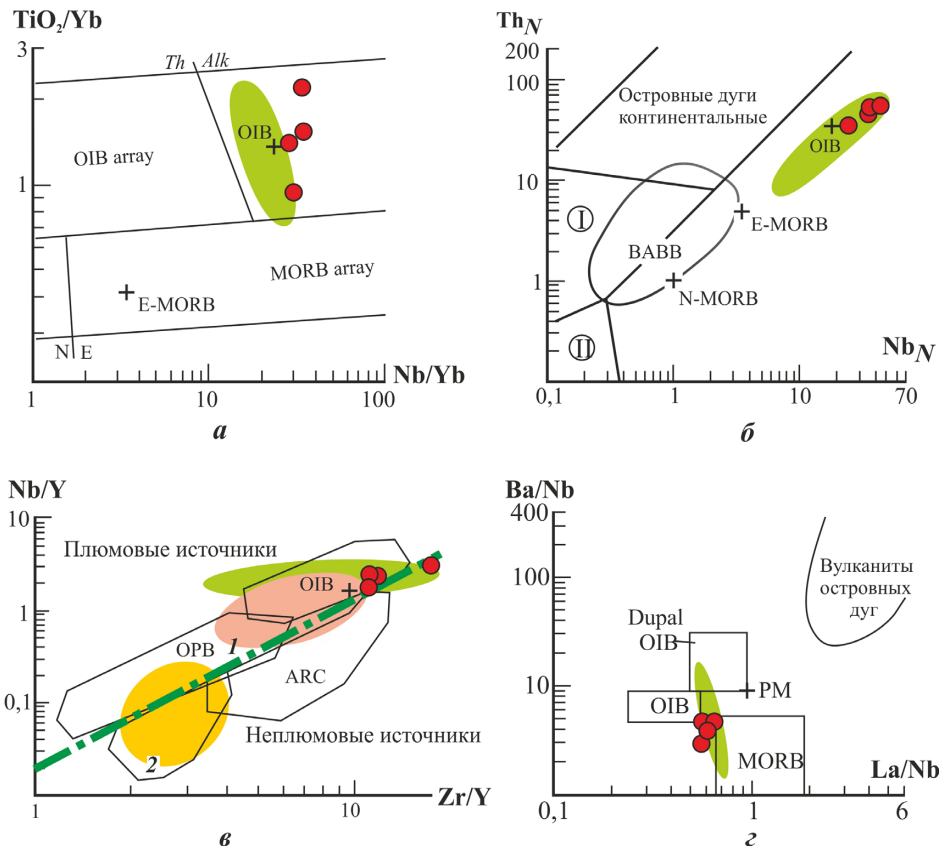 TiO₂/Yb
3
Th Alk
OIB
OIB array
1
MORB array
E-MORB
N E
Nb/Yb
1
10
100
а
Th_N
200
100
Островные дуги
континентальные
OIB
10
I
E-MORB
BABB
1
N-MORB
II
Nb_N
0,1
1
10
70
б
Nb/Y
10
Плюмовые источники
OIB
1
1
OPB
ARC
0,1
Неплюмовые источники
2
Zr/Y
1
10
в
Ba/Nb
400
Вулканиты
островных
дуг
100
Dupal
OIB
PM
10
OIB
MORB
La/Nb
0,1
1
6
г